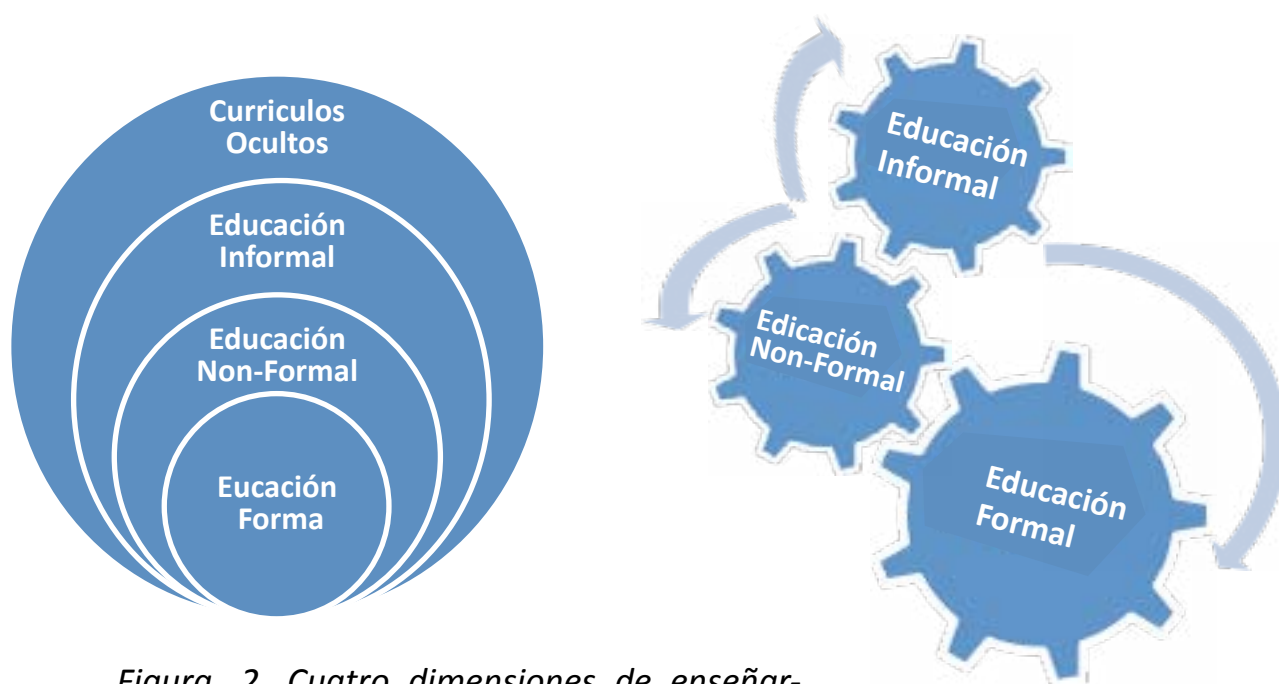 Curriculos
Ocultos
Educación
Informal
Educación
Non-Formal
Eucación
Forma
Educación
Informal
Edicación
Non-Formal
Educación
Formal
Figura 2. Cuatro dimensiones de enseñar-